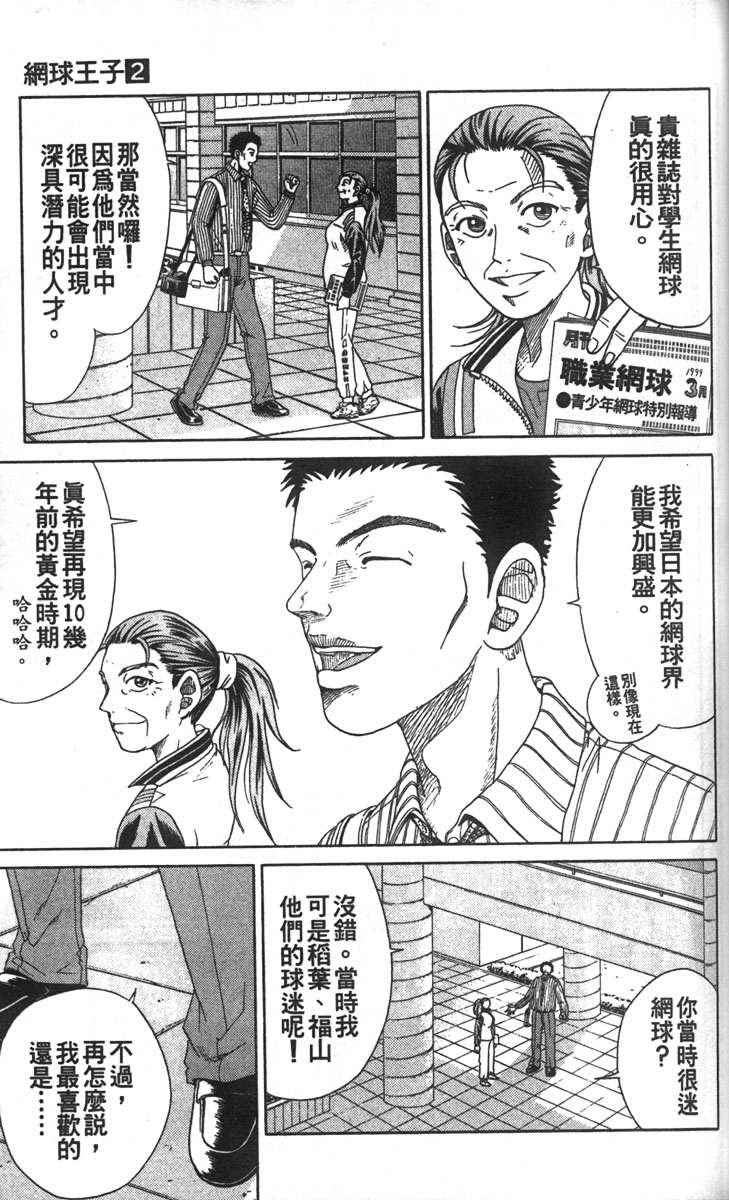 網球王子2
貴雜誌對學生網球
眞的很用心。
月刊
職業網球
1999
3月
●青少年網球特別報導
那當然囉！
因爲他們當中
很可能會出現
深具潛力的人才。
我希望日本的網球界
能更加興盛。
別像現在
這樣。
眞希望再現10幾
年前的黃金時期，
哈哈哈。
你當時很迷
網球？
沒錯。當時我
可是稻葉、福山
他們的球迷呢！
不過，
再怎麼說，
我最喜歡的
還是……